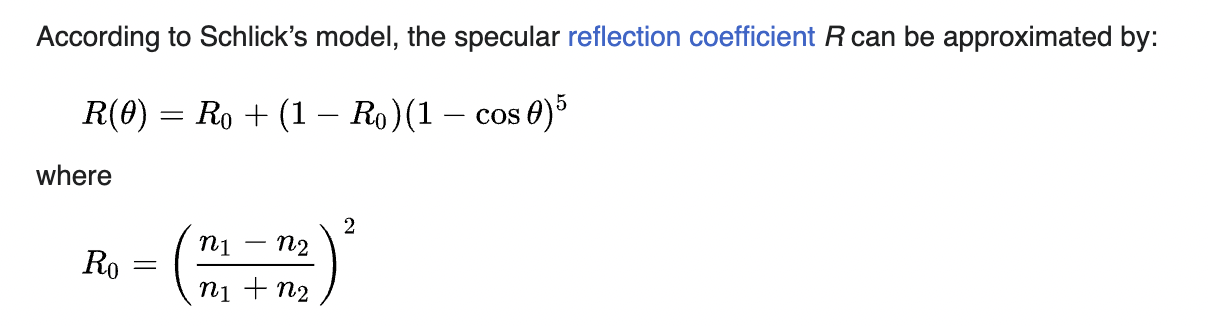 According to Schlick’s model, the specular reflection coefficient R can be approximated by:
R(θ) = R₀ + (1 − R₀)(1 − cos θ)⁵
where
R₀ = ((n₁ − n₂) / (n₁ + n₂))²